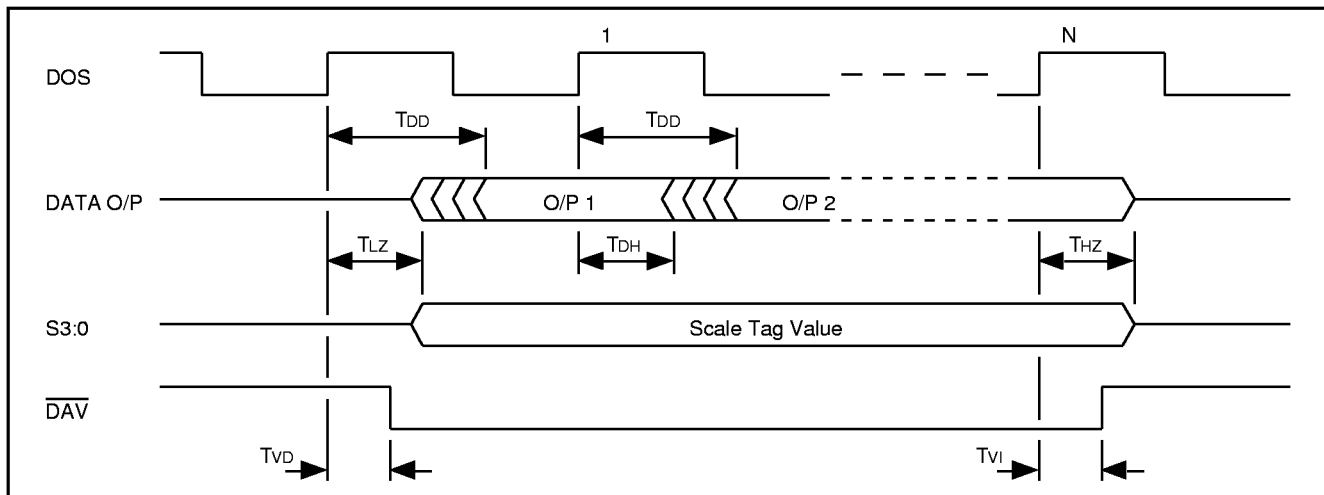 1 N
DOS
TDD TDD
DATA O/P O/P 1 O/P 2
TLZ TDH THZ
S3:0 Scale Tag Value
DAV
TVD TVI